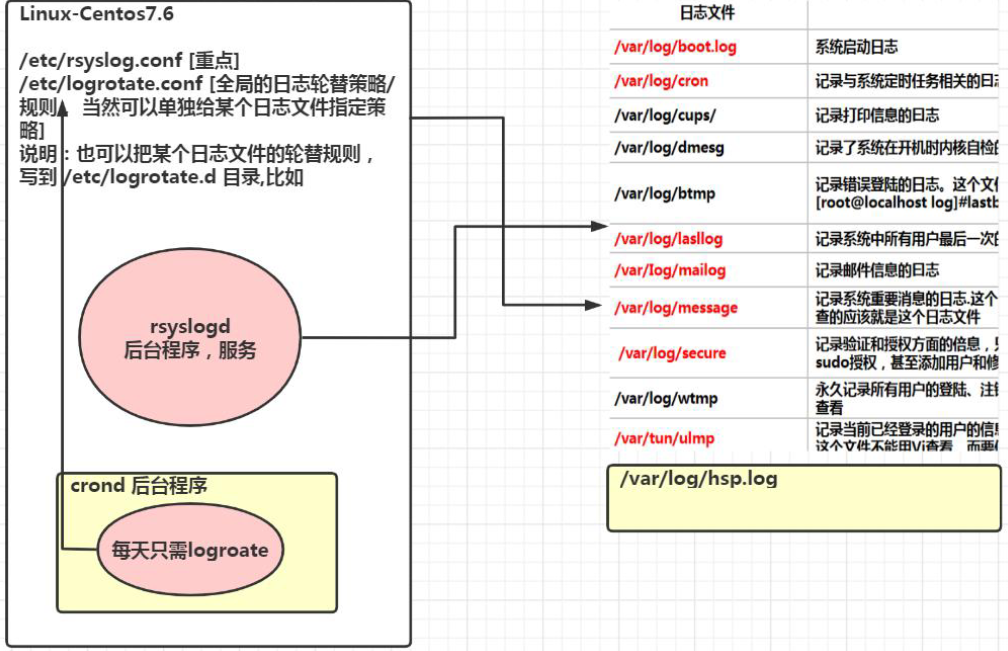 Linux-Centos7.6
/etc/rsyslog.conf [重点]
/etc/logrotate.conf [全局的日志轮替策略/
规则， 当然可以单独给某个日志文件指定策
略]
说明：也可以把某个日志文件的轮替规则，
写到 /etc/logrotate.d 目录,比如
rsyslogd
后台程序，服务
crond 后台程序
每天只需logroate
日志文件
/var/log/boot.log 系统启动日志
/var/log/cron 记录与系统定时任务相关的日志
/var/log/cups/ 记录打印信息的日志
/var/log/dmesg 记录了系统在开机时内核自检的
/var/log/btmp
记录错误登陆的日志。这个文件
[root@localhost log]#lastb
/var/log/lasllog 记录系统中所有用户最后一次的
/var/log/mailog 记录邮件信息的日志
/var/log/message
记录系统重要消息的日志.这个
查的应该就是这个日志文件
/var/log/secure
记录验证和授权方面的倍息，只
sudo授权，甚至添加用户和修
/var/log/wtmp
永久记录所有用户的登陆、注销
查看
/var/tun/ulmp
记录当前已经登录的用户的信息
这个文件不能用Vi查看
/var/log/hsp.log